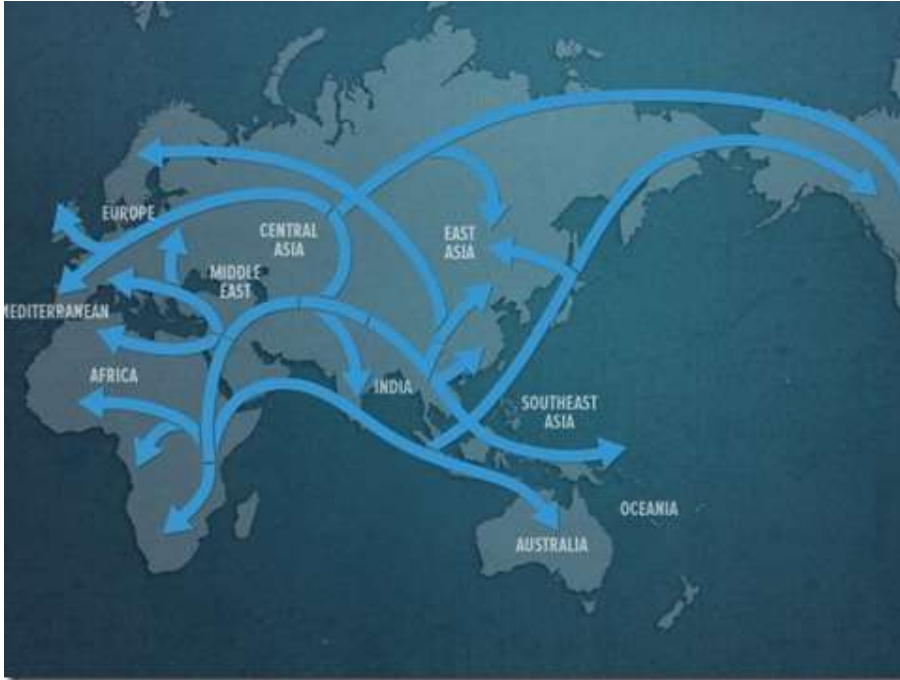 EUROPE
CENTRAL
ASIA
EAST
ASIA
MIDDLE
EAST
MEDITERRANEAN
AFRICA
INDIA
SOUTHEAST
ASIA
OCEANIA
AUSTRALIA